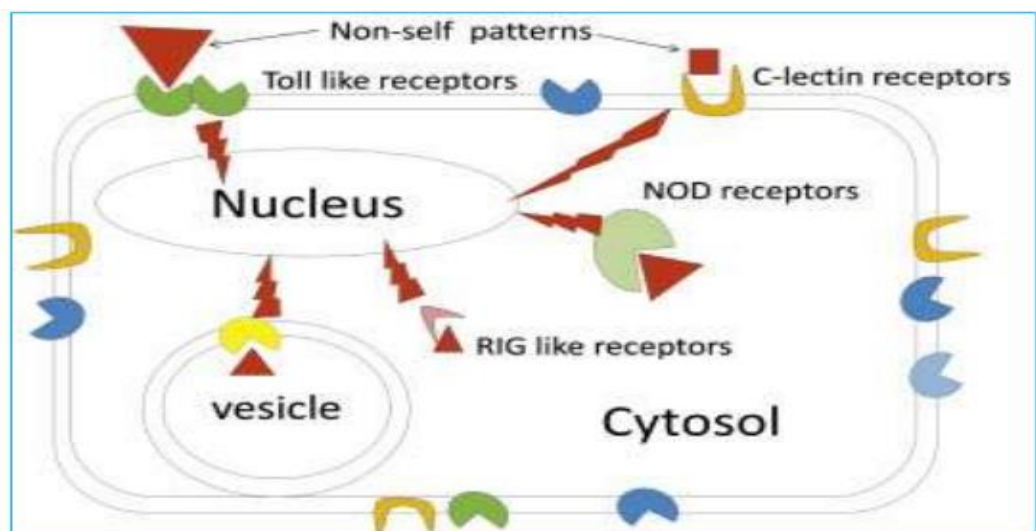 Non-self patterns
Toll like receptors
C-lectin receptors
Nucleus
NOD receptors
RIG like receptors
vesicle
Cytosol